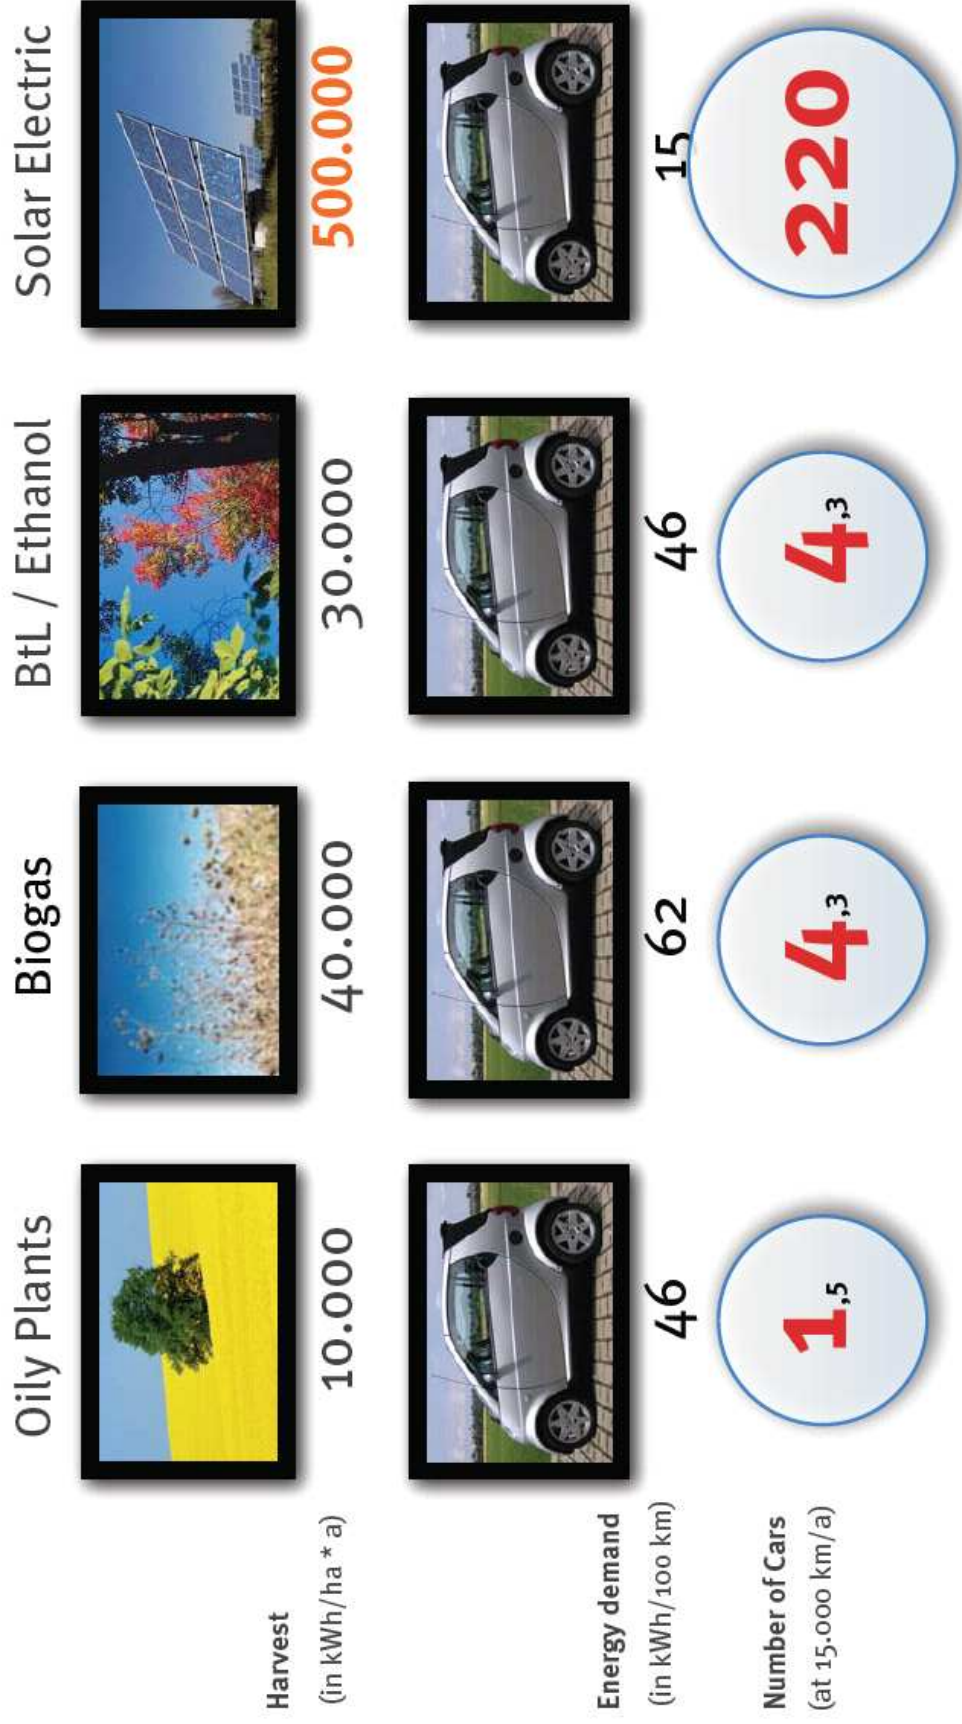 Oily Plants
Biogas
BtL / Ethanol
Solar Electric
Harvest
(in kWh/ha * a)
10.000
40.000
30.000
500.000
Energy demand
(in kWh/100 km)
46
62
46
15
Number of Cars
(at 15.000 km/a)
1,5
4,3
4,3
220